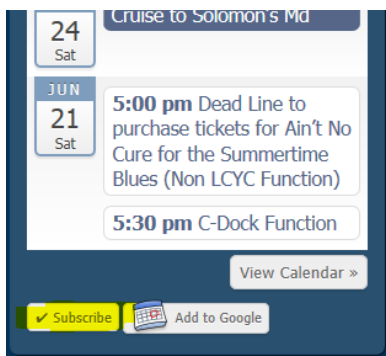 Cruise to Solomon's Md
24
Sat
JUN
21
Sat
5:00 pm Dead Line to
purchase tickets for Ain't No
Cure for the Summertime
Blues (Non LCYC Function)
5:30 pm C-Dock Function
View Calendar »
✔ Subscribe
Add to Google